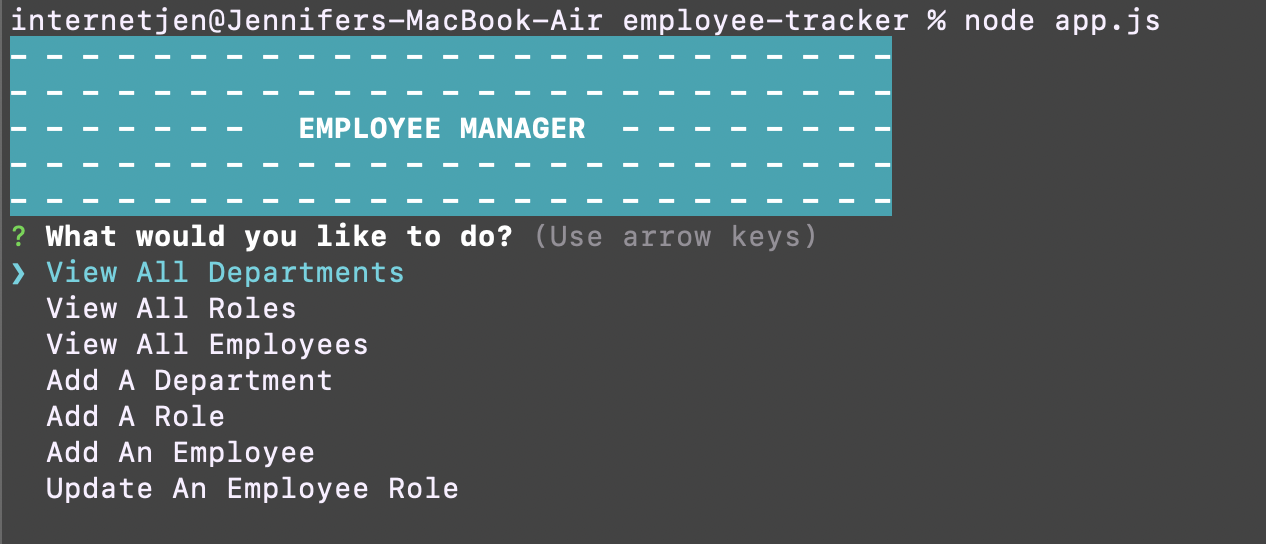 internetjen@Jennifers-MacBook-Air employee-tracker % node app.js
- - - - - - - - - - - - - - - - - - - - - - - - -
- - - - - - - - - - - - - - - - - - - - - - - - -
- - - - - - -   EMPLOYEE MANAGER  - - - - - - - -
- - - - - - - - - - - - - - - - - - - - - - - - -
- - - - - - - - - - - - - - - - - - - - - - - - -
? What would you like to do? (Use arrow keys)
❯ View All Departments
  View All Roles
  View All Employees
  Add A Department
  Add A Role
  Add An Employee
  Update An Employee Role